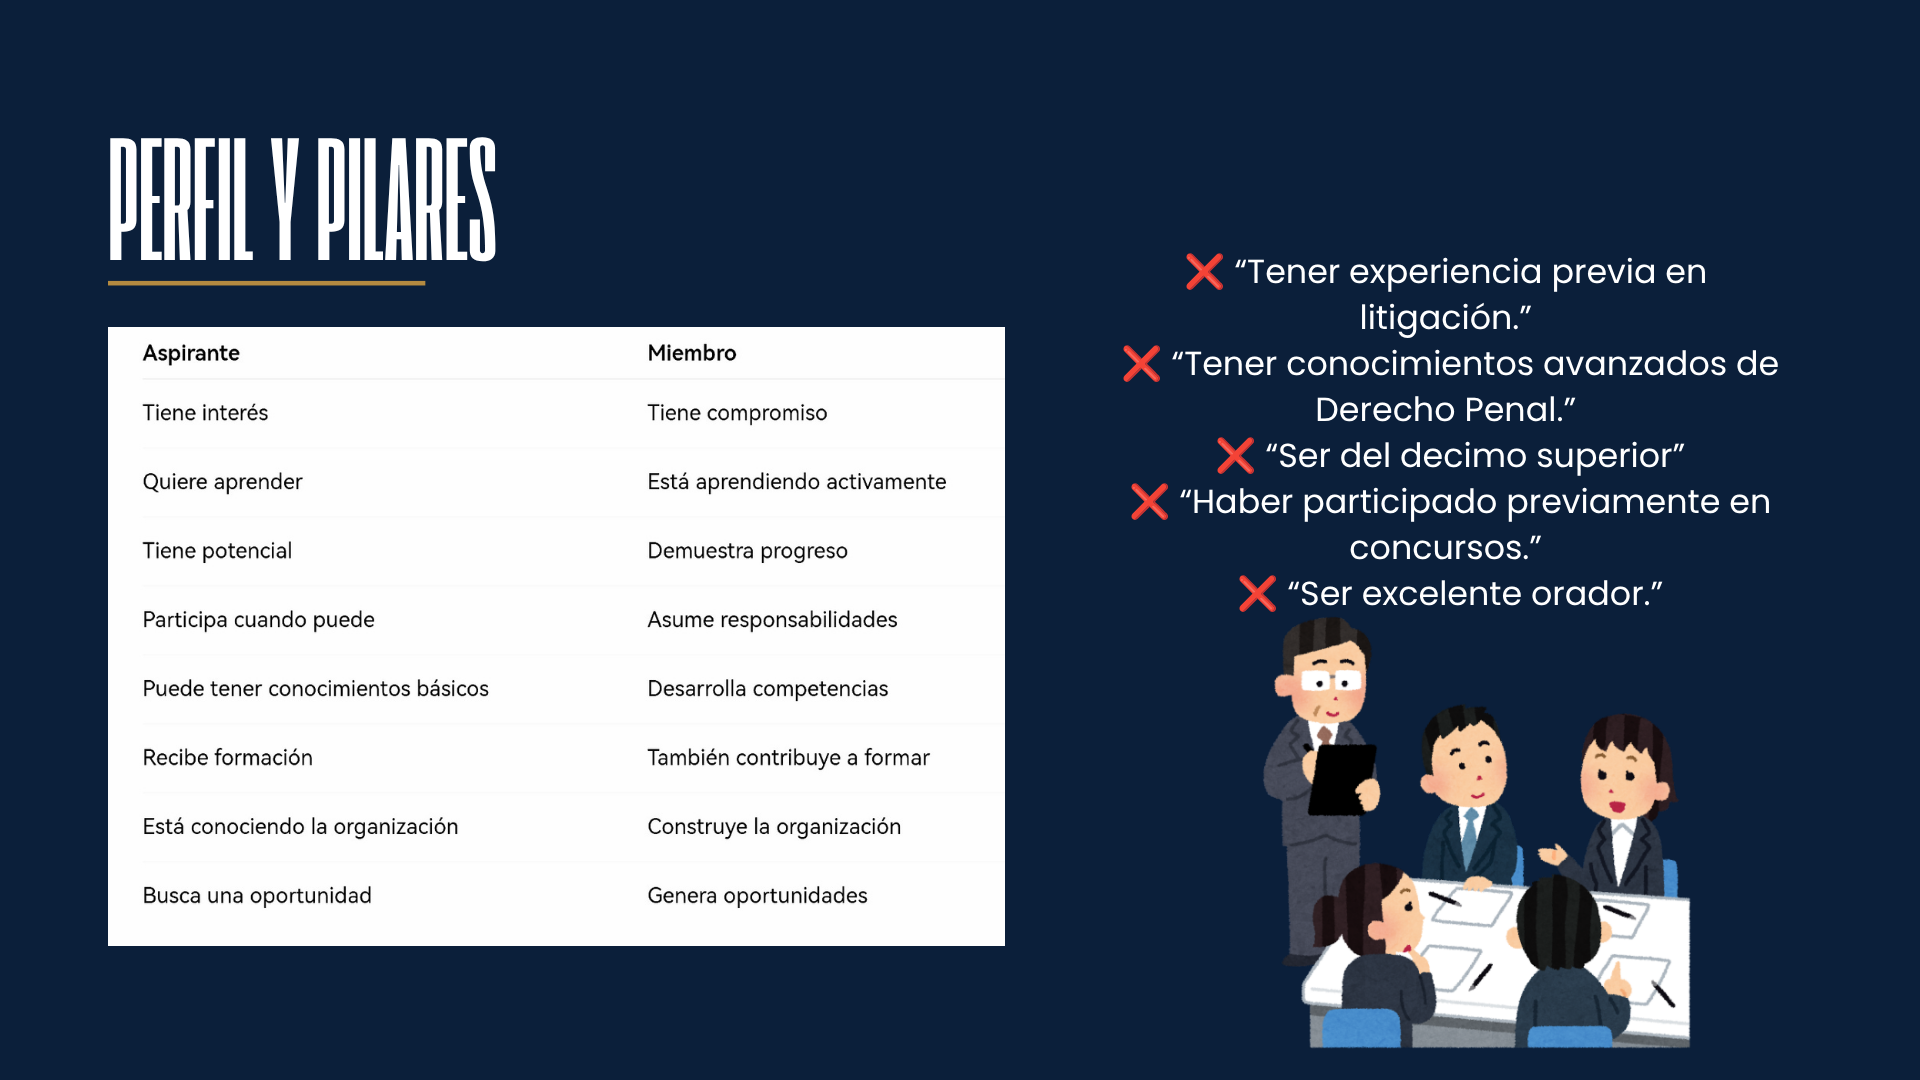 PERFIL Y PILARES
Aspirante Miembro
Tiene interés Tiene compromiso
Quiere aprender Está aprendiendo activamente
Tiene potencial Demuestra progreso
Participa cuando puede Asume responsabilidades
Puede tener conocimientos básicos Desarrolla competencias
Recibe formación También contribuye a formar
Está conociendo la organización Construye la organización
Busca una oportunidad Genera oportunidades
❌ “Tener experiencia previa en
litigación.”
❌ “Tener conocimientos avanzados de
Derecho Penal.”
❌ “Ser del decimo superior”
❌ “Haber participado previamente en
concursos.”
❌ “Ser excelente orador.”